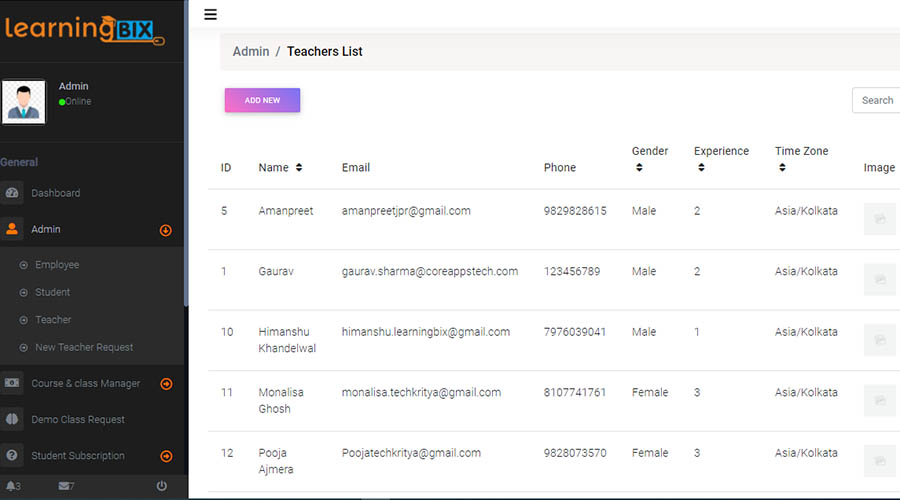 learningBIX
Admin
Online
General
Dashboard
Admin
Employee
Student
Teacher
New Teacher Request
Course & class Manager
Demo Class Request
Student Subscription
3 7
Admin / Teachers List
ADD NEW
Search
ID Name Email Phone Gender Experience Time Zone Image
5 Amanpreet amanpreetjpr@gmail.com 9829828615 Male 2 Asia/Kolkata
1 Gaurav gaurav.sharma@coreappstech.com 123456789 Male 2 Asia/Kolkata
10 Himanshu himanshu.learningbix@gmail.com 7976039041 Male 1 Asia/Kolkata
Khandelwal
11 Monalisa monalisa.techkritya@gmail.com 8107741761 Female 3 Asia/Kolkata
Ghosh
12 Pooja Poojatechkritya@gmail.com 9828073570 Female 3 Asia/Kolkata
Ajmera